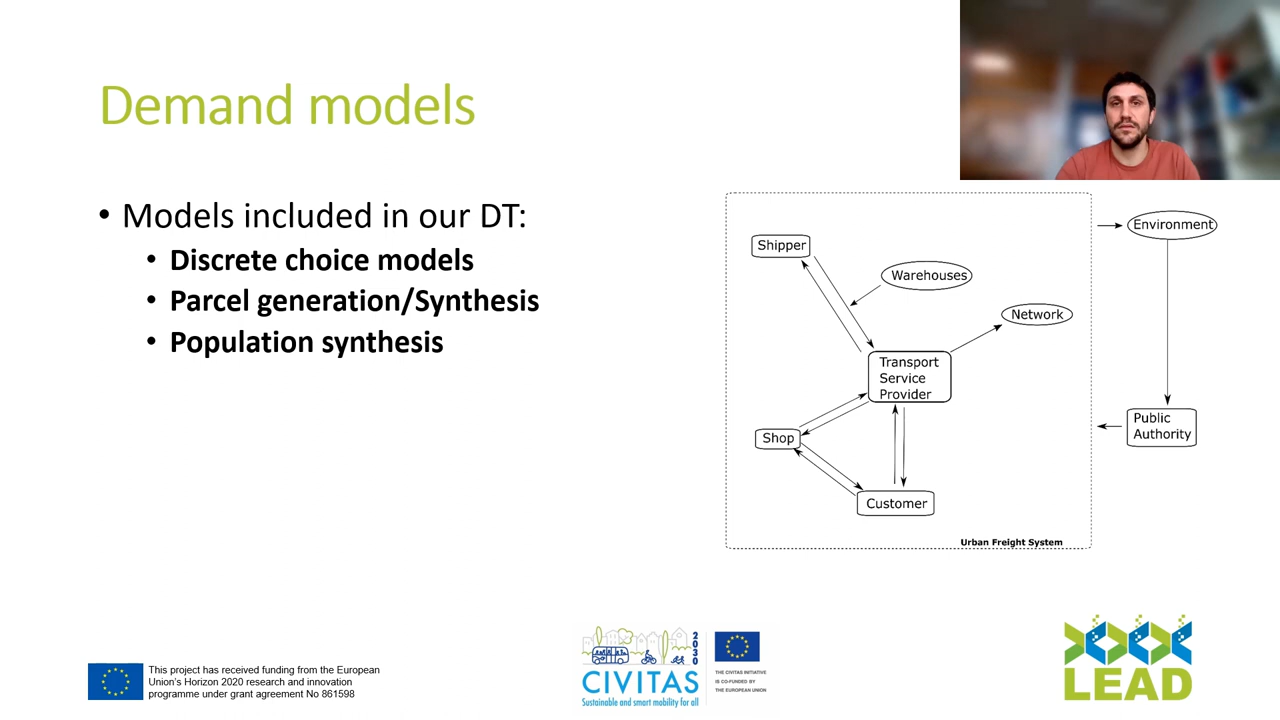 Demand models
• Models included in our DT:
• Discrete choice models
• Parcel generation/Synthesis
• Population synthesis
Shipper
Warehouses
Network
Transport
Service
Provider
Shop
Customer
Urban Freight System
Environment
Public
Authority
This project has received funding from the European
Union's Horizon 2020 research and innovation
programme under grant agreement No 861598
2030
CIVITAS
Sustainable and smart mobility for all
THE CIVITAS INITIATIVE
IS CO-FUNDED BY
THE EUROPEAN UNION
LEAD